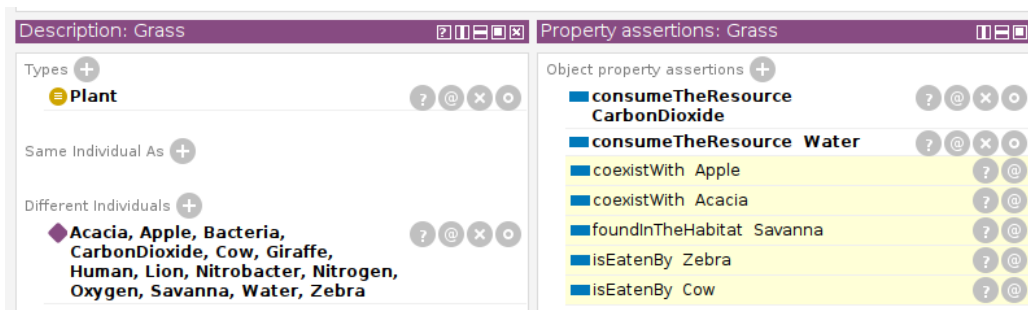 Description: Grass
Types
Plant
Same Individual As
Different Individuals
Acacia, Apple, Bacteria,
CarbonDioxide, Cow, Giraffe,
Human, Lion, Nitrobacter, Nitrogen,
Oxygen, Savanna, Water, Zebra
Property assertions: Grass
Object property assertions
consumeTheResource
CarbonDioxide
consumeTheResource Water
coexistWith Apple
coexistWith Acacia
foundInTheHabitat Savanna
isEatenBy Zebra
isEatenBy Cow